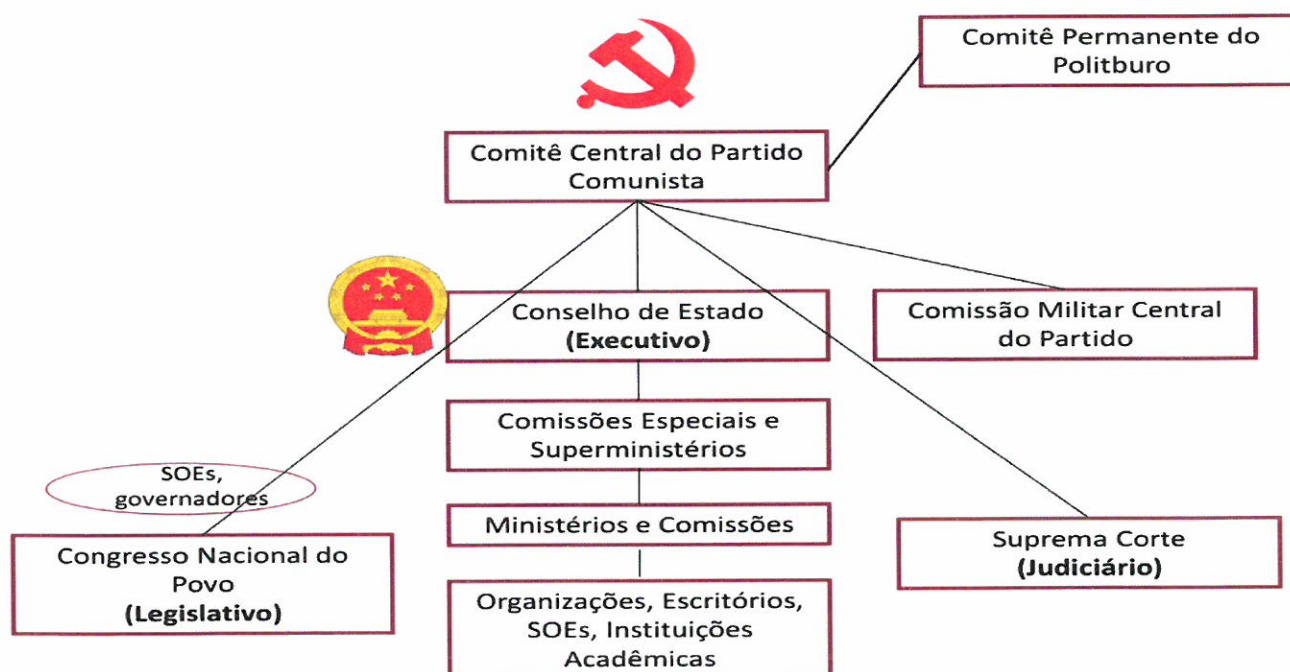 Comitê Permanente do
Politburo
Comitê Central do Partido
Comunista
Conselho de Estado
(Executivo)
Comissão Militar Central
do Partido
Comissões Especiais e
Superministérios
SOEs,
governadores
Ministérios e Comissões
Congresso Nacional do
Povo
(Legislativo)
Suprema Corte
(Judiciário)
Organizações, Escritórios,
SOEs, Instituições
Acadêmicas